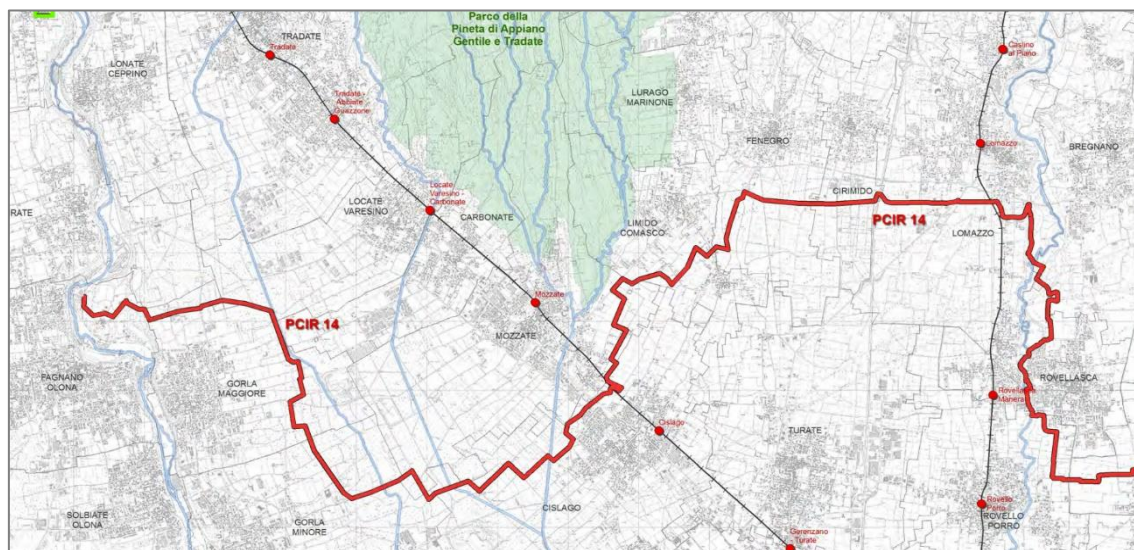 Parco della
Pineta di Appiano
Gentile e Tradate
TRADATE
Tradate
LONATE
CEPPINO
Tradate -
Abbiate
Guazzone
LURAGO
MARINONE
Caslino
al Piano
FENEGRO
Lomazzo
BREGNANO
RATE
LOCATE
VARESINO
Locate
Varesino -
Carbonate
CARBONATE
LIMIDO
COMASCO
CIRIMIDO
PCIR 14
LOMAZZO
Mozzate
PCIR 14
MOZZATE
FAGNANO
OLONA
GORLA
MAGGIORE
ROVELLASCA
Rovellasca
Manera
Cislago
TURATE
SOLBIATE
OLONA
GORLA
MINORE
CISLAGO
Rovello
Porro
ROVELLO
PORRO
Gerenzano
- Turate